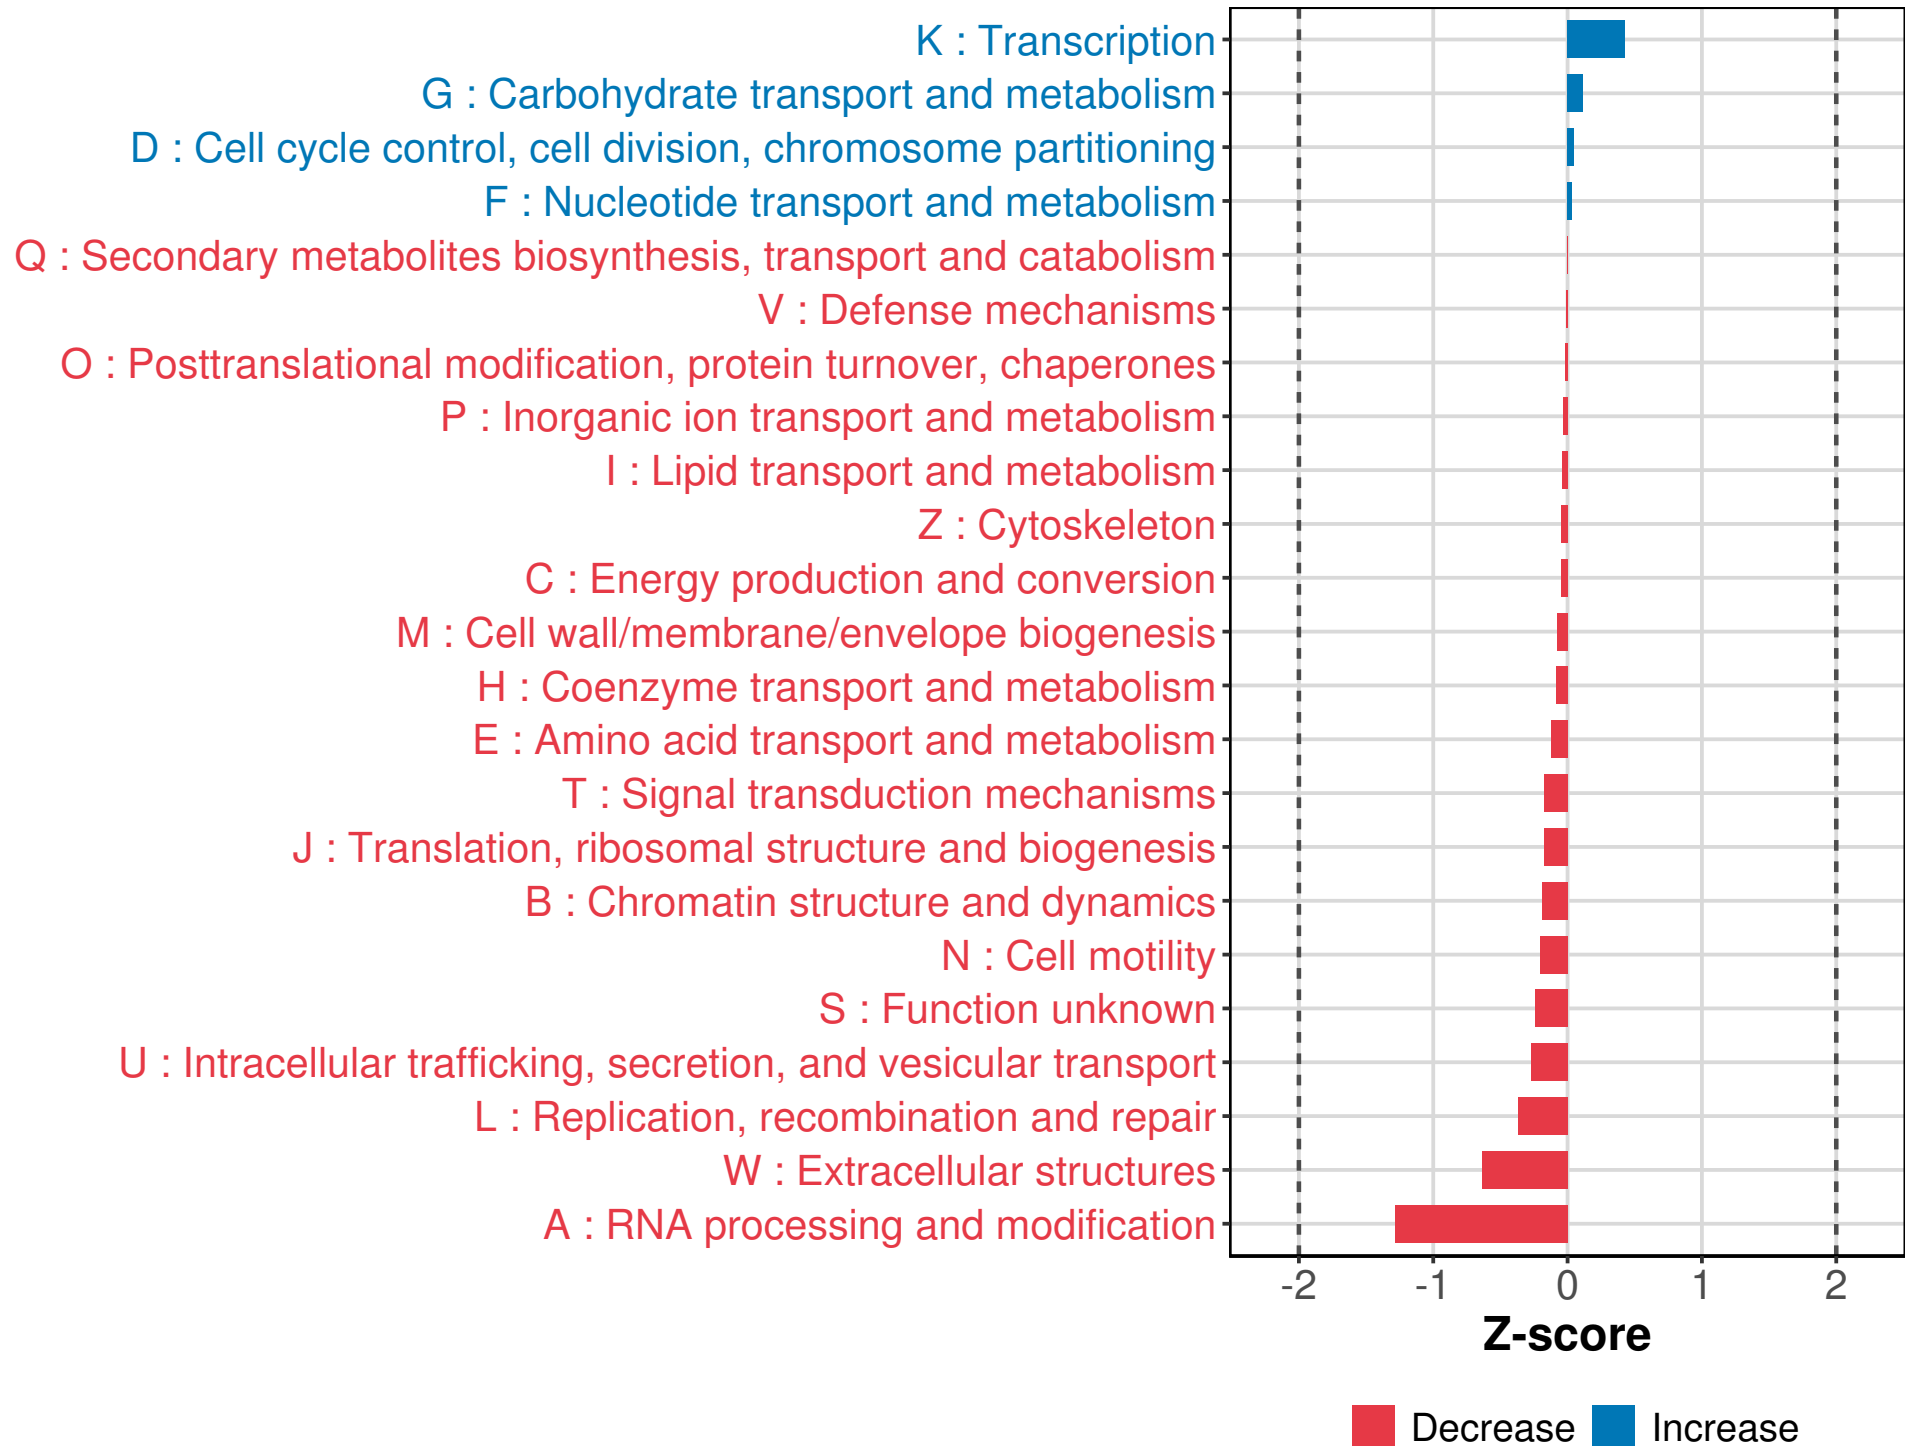 K : Transcription
G : Carbohydrate transport and metabolism
D : Cell cycle control, cell division, chromosome partitioning
F : Nucleotide transport and metabolism
Q : Secondary metabolites biosynthesis, transport and catabolism
V : Defense mechanisms
O : Posttranslational modification, protein turnover, chaperones
P : Inorganic ion transport and metabolism
I : Lipid transport and metabolism
Z : Cytoskeleton
C : Energy production and conversion
M : Cell wall/membrane/envelope biogenesis
H : Coenzyme transport and metabolism
E : Amino acid transport and metabolism
T : Signal transduction mechanisms
J : Translation, ribosomal structure and biogenesis
B : Chromatin structure and dynamics
N : Cell motility
S : Function unknown
U : Intracellular trafficking, secretion, and vesicular transport
L : Replication, recombination and repair
W : Extracellular structures
A : RNA processing and modification
-2 -1 0 1 2
Z-score
Decrease Increase